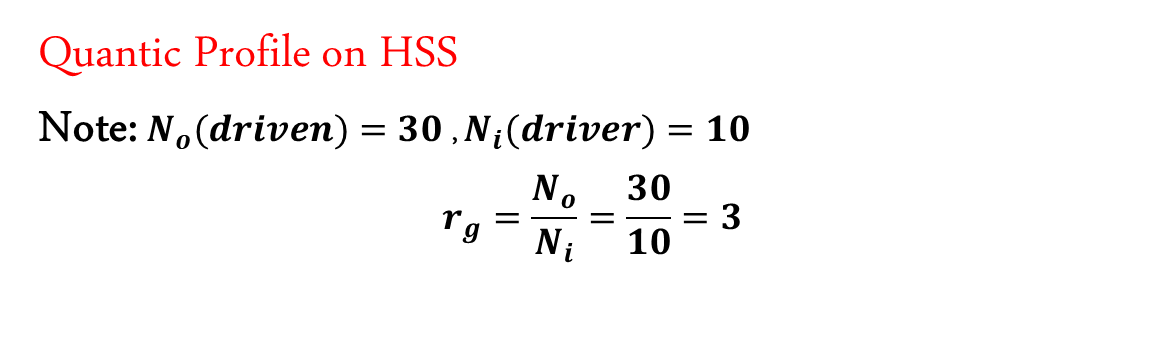 Quantic Profile on HSS
Note: N_o(driven) = 30 , N_i(driver) = 10
r_g = N_o/N_i = 30/10 = 3